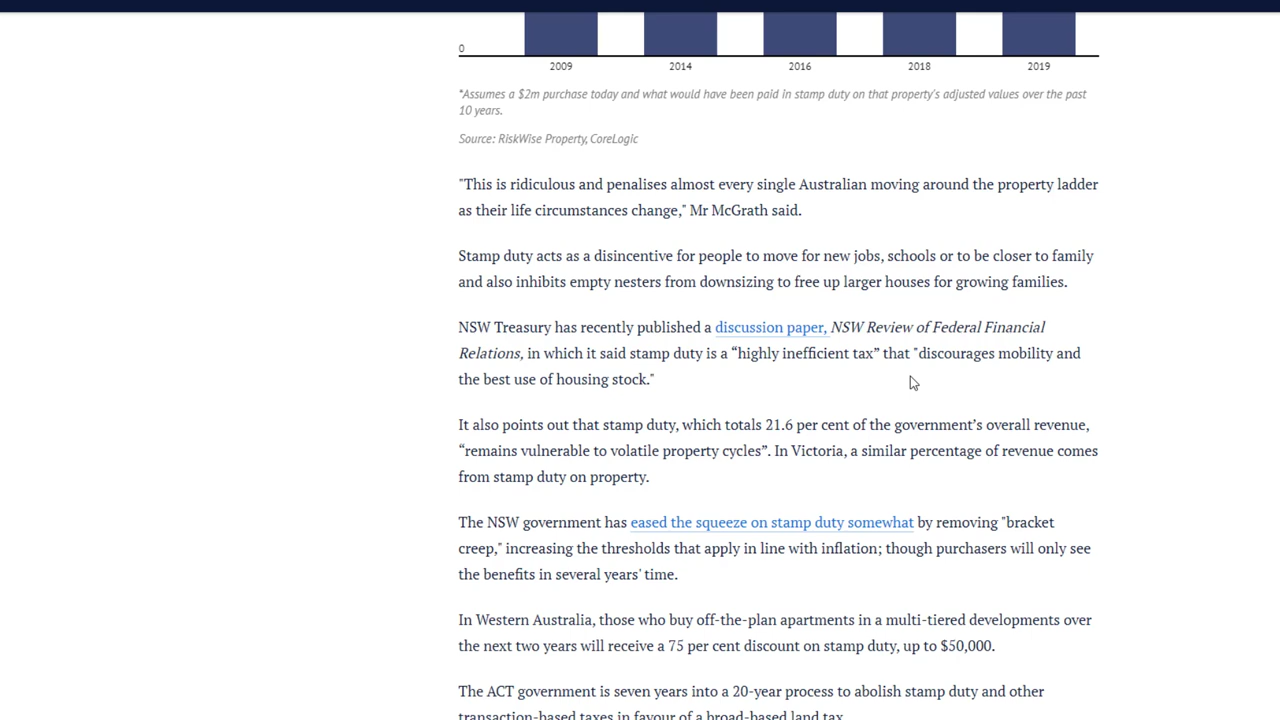 0
2009 2014 2016 2018 2019
*Assumes a $2m purchase today and what would have been paid in stamp duty on that property's adjusted values over the past
10 years.
Source: RiskWise Property, CoreLogic
"This is ridiculous and penalises almost every single Australian moving around the property ladder
as their life circumstances change," Mr McGrath said.
Stamp duty acts as a disincentive for people to move for new jobs, schools or to be closer to family
and also inhibits empty nesters from downsizing to free up larger houses for growing families.
NSW Treasury has recently published a discussion paper, NSW Review of Federal Financial
Relations, in which it said stamp duty is a “highly inefficient tax” that "discourages mobility and
the best use of housing stock."
It also points out that stamp duty, which totals 21.6 per cent of the government’s overall revenue,
“remains vulnerable to volatile property cycles”. In Victoria, a similar percentage of revenue comes
from stamp duty on property.
The NSW government has eased the squeeze on stamp duty somewhat by removing "bracket
creep," increasing the thresholds that apply in line with inflation; though purchasers will only see
the benefits in several years' time.
In Western Australia, those who buy off-the-plan apartments in a multi-tiered developments over
the next two years will receive a 75 per cent discount on stamp duty, up to $50,000.
The ACT government is seven years into a 20-year process to abolish stamp duty and other
transaction-based taxes in favour of a broad-based land tax.